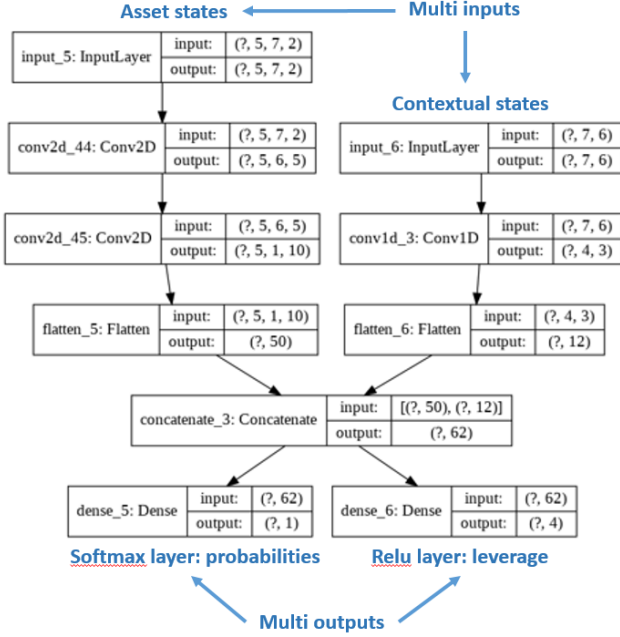 Asset states
Multi inputs
input_5: InputLayer
input:
(?, 5, 7, 2)
output:
(?, 5, 7, 2)
Contextual states
conv2d_44: Conv2D
input:
(?, 5, 7, 2)
output:
(?, 5, 6, 5)
input_6: InputLayer
input:
(?, 7, 6)
output:
(?, 7, 6)
conv2d_45: Conv2D
input:
(?, 5, 6, 5)
output:
(?, 5, 1, 10)
conv1d_3: Conv1D
input:
(?, 7, 6)
output:
(?, 4, 3)
flatten_5: Flatten
input:
(?, 5, 1, 10)
output:
(?, 50)
flatten_6: Flatten
input:
(?, 4, 3)
output:
(?, 12)
concatenate_3: Concatenate
input:
[(?, 50), (?, 12)]
output:
(?, 62)
dense_5: Dense
input:
(?, 62)
output:
(?, 1)
dense_6: Dense
input:
(?, 62)
output:
(?, 4)
Softmax layer: probabilities
Relu layer: leverage
Multi outputs